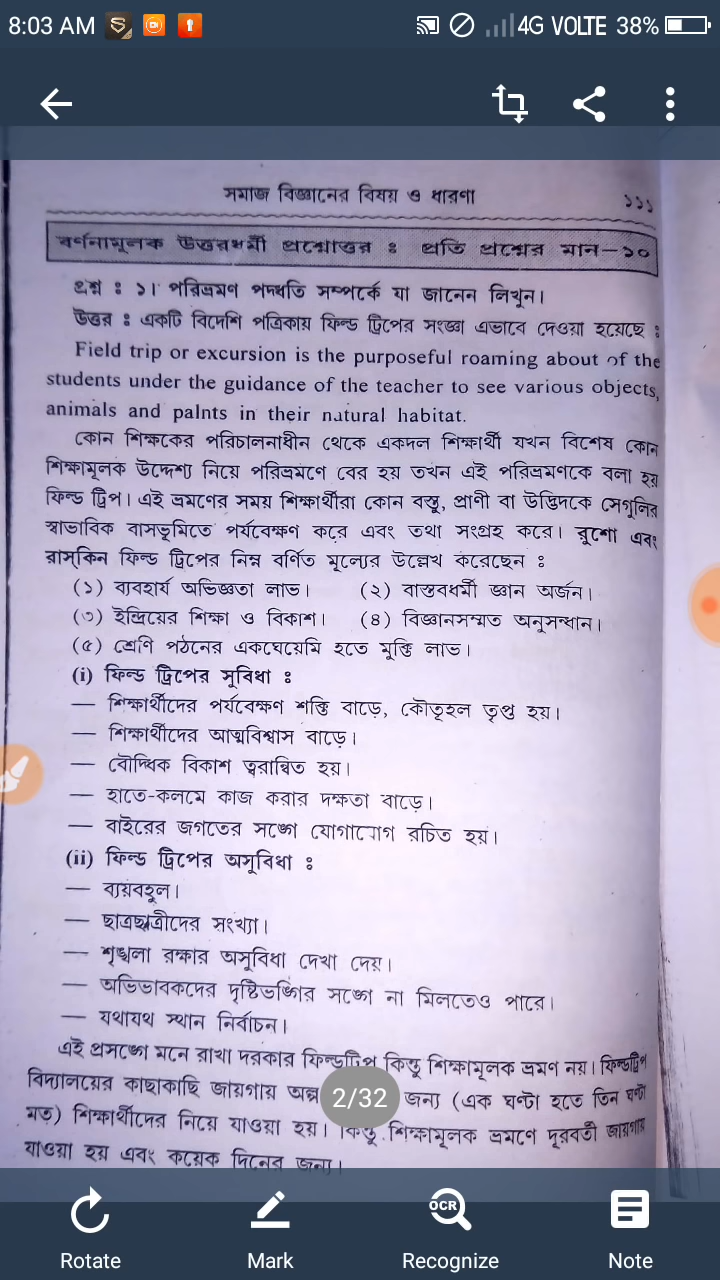 8:03 AM 4G VOLTE 38%
সমাজ বিজ্ঞানের বিষয় ও ধারণা ১১১
বর্ণনামূলক উত্তরধর্মী প্রশ্নোত্তর ঃ প্রতি প্রশ্নের মান—১০
প্রশ্ন ঃ ১। পরিভ্রমণ পদ্ধতি সম্পর্কে যা জানেন লিখুন।
উত্তর ঃ একটি বিদেশি পত্রিকায় ফিল্ড ট্রিপের সংজ্ঞা এভাবে দেওয়া হয়েছে ঃ
Field trip or excursion is the purposeful roaming about of the
students under the guidance of the teacher to see various objects,
animals and palnts in their natural habitat.
কোন শিক্ষকের পরিচালনাধীন থেকে একদল শিক্ষার্থী যখন বিশেষ কোন
শিক্ষামূলক উদ্দেশ্য নিয়ে পরিভ্রমণে বের হয় তখন এই পরিভ্রমণকে বলা হয়
ফিল্ড ট্রিপ। এই ভ্রমণের সময় শিক্ষার্থীরা কোন বস্তু, প্রাণী বা উদ্ভিদকে সেগুলির
স্বাভাবিক বাসভূমিতে পর্যবেক্ষণ করে এবং তথ্য সংগ্রহ করে। রুশো এবং
রাস্কিন ফিল্ড ট্রিপের নিম্ন বর্ণিত মূল্যের উল্লেখ করেছেন ঃ
(১) ব্যবহার্য অভিজ্ঞতা লাভ। (২) বাস্তবধর্মী জ্ঞান অর্জন।
(৩) ইন্দ্রিয়ের শিক্ষা ও বিকাশ। (৪) বিজ্ঞানসম্মত অনুসন্ধান।
(৫) শ্রেণি পঠনের একঘেয়েমি হতে মুক্তি লাভ।
(i) ফিল্ড ট্রিপের সুবিধা ঃ
— শিক্ষার্থীদের পর্যবেক্ষণ শক্তি বাড়ে, কৌতূহল তৃপ্ত হয়।
— শিক্ষার্থীদের আত্মবিশ্বাস বাড়ে।
— বৌদ্ধিক বিকাশ ত্বরান্বিত হয়।
— হাতে-কলমে কাজ করার দক্ষতা বাড়ে।
— বাইরের জগতের সঙ্গে যোগাযোগ রচিত হয়।
(ii) ফিল্ড ট্রিপের অসুবিধা ঃ
— ব্যয়বহুল।
— ছাত্রছাত্রীদের সংখ্যা।
— শৃঙ্খলা রক্ষার অসুবিধা দেখা দেয়।
— অভিভাবকদের দৃষ্টিভঙ্গির সঙ্গে না মিলতেও পারে।
— যথাযথ স্থান নির্বাচন।
এই প্রসঙ্গে মনে রাখা দরকার ফিল্ডট্রিপ কিন্তু শিক্ষামূলক ভ্রমণ নয়। ফিল্ডট্রিপ
বিদ্যালয়ের কাছাকাছি জায়গায় অল্প 2/32 জন্য (এক ঘণ্টা হতে তিন ঘণ্টা
মত) শিক্ষার্থীদের নিয়ে যাওয়া হয়। কিন্তু শিক্ষামূলক ভ্রমণে দূরবর্তী জায়গায়
যাওয়া হয় এবং কয়েক দিনের জন্য।
Rotate Mark OCR Recognize Note